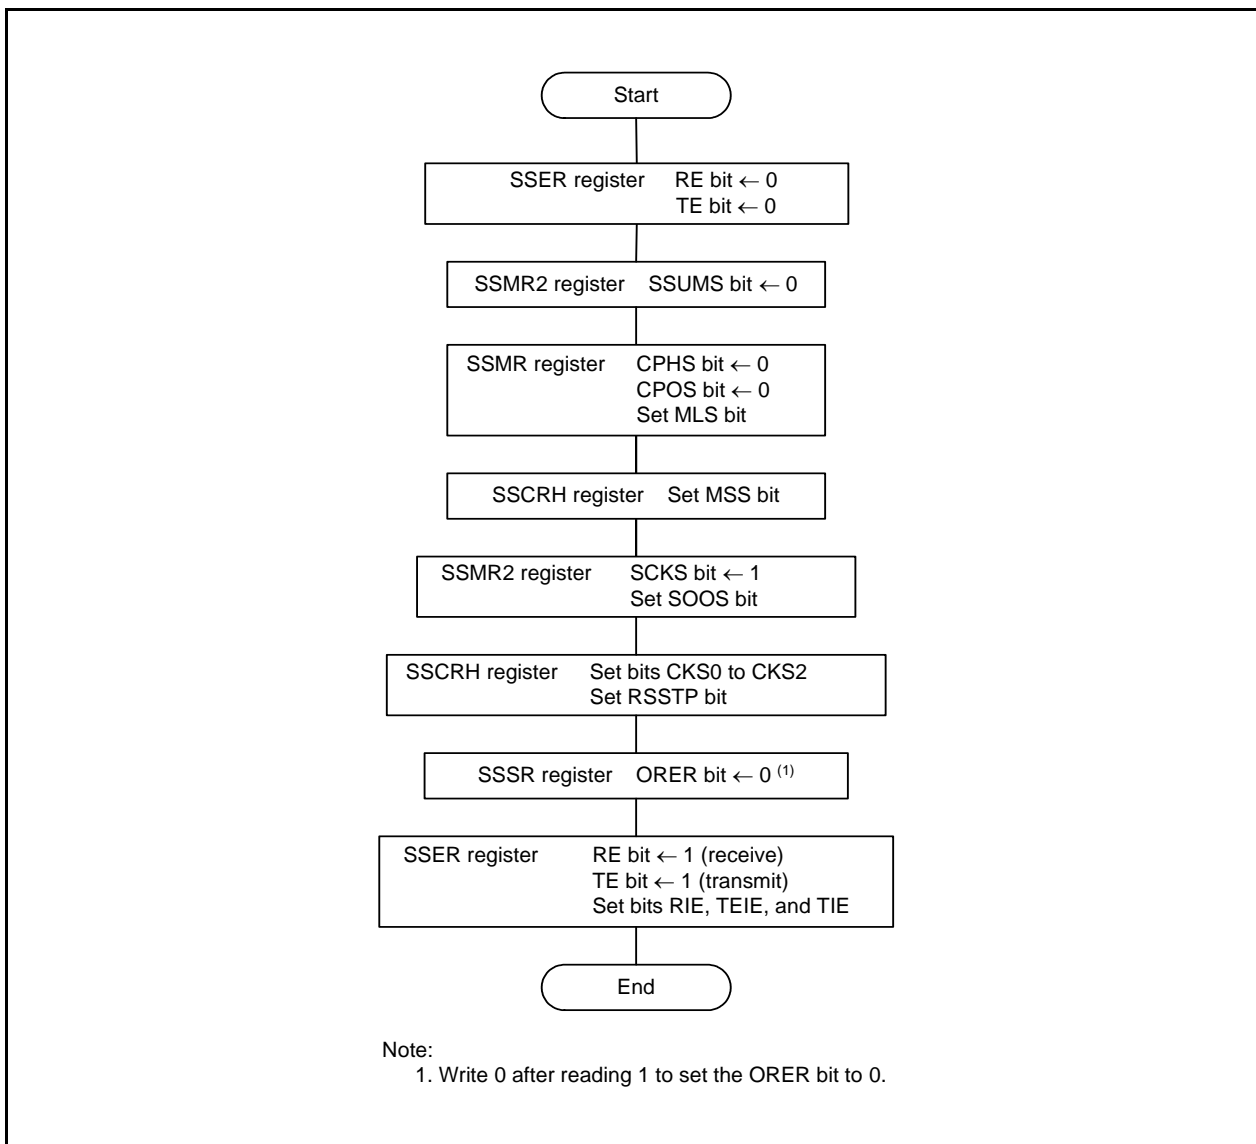 Start
SSER register RE bit ← 0
TE bit ← 0
SSMR2 register SSUMS bit ← 0
SSMR register CPHS bit ← 0
CPOS bit ← 0
Set MLS bit
SSCRH register Set MSS bit
SSMR2 register SCKS bit ← 1
Set SOOS bit
SSCRH register Set bits CKS0 to CKS2
Set RSSTP bit
SSSR register ORER bit ← 0 (1)
SSER register RE bit ← 1 (receive)
TE bit ← 1 (transmit)
Set bits RIE, TEIE, and TIE
End
Note:
1. Write 0 after reading 1 to set the ORER bit to 0.